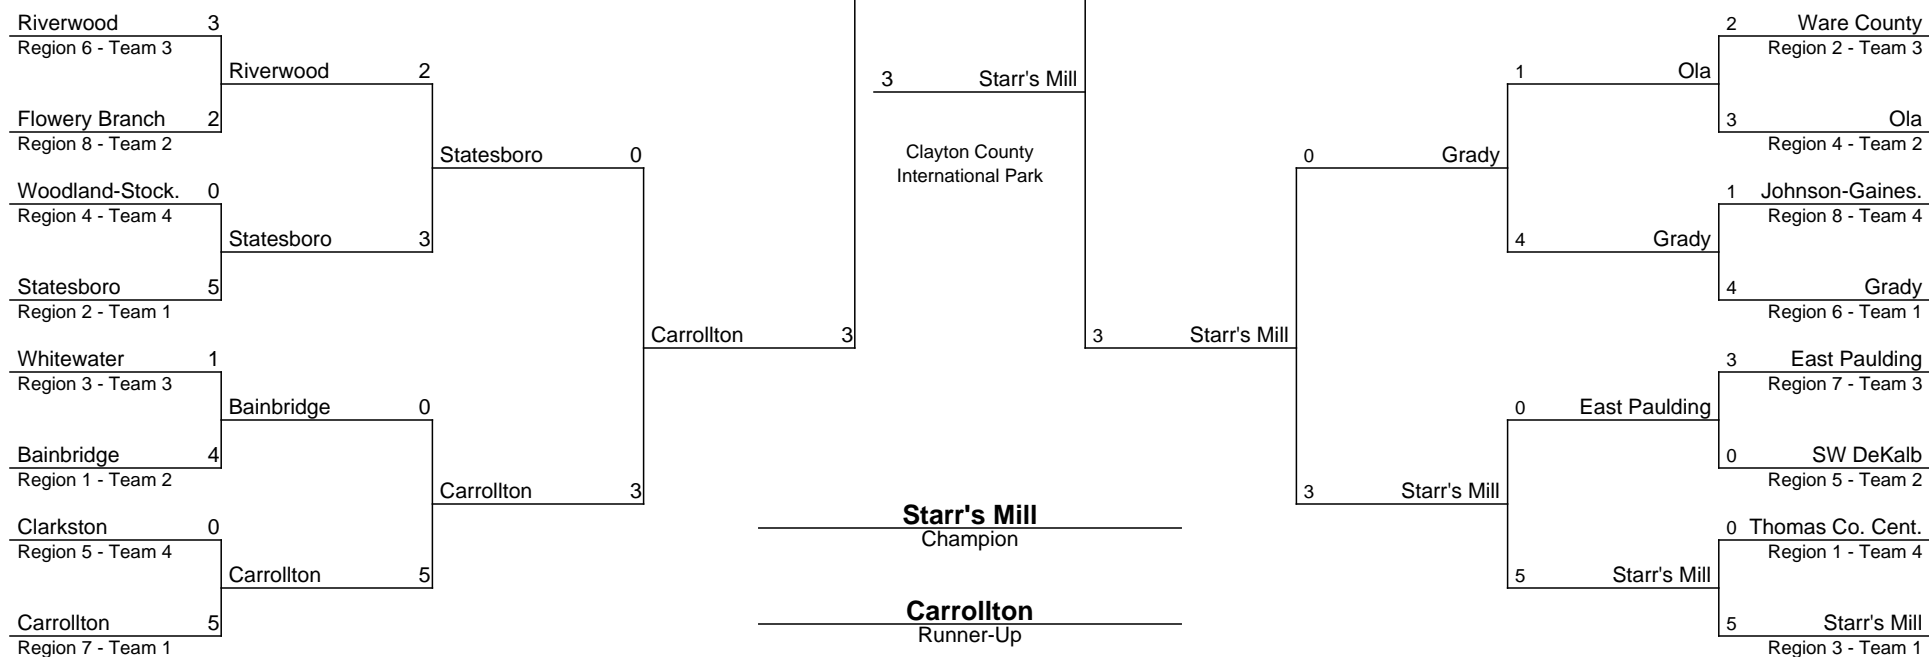 Riverwood 3
Region 6 - Team 3
Riverwood 2
Flowery Branch 2
Region 8 - Team 2
Statesboro 0
Woodland-Stock. 0
Region 4 - Team 4
Statesboro 3
Statesboro 5
Region 2 - Team 1
Carrollton 3
Whitewater 1
Region 3 - Team 3
Bainbridge 0
Bainbridge 4
Region 1 - Team 2
Carrollton 3
Clarkston 0
Region 5 - Team 4
Carrollton 5
Carrollton 5
Region 7 - Team 1
3 Starr's Mill
Clayton County
International Park
Starr's Mill
Champion
Carrollton
Runner-Up
2 Ware County
Region 2 - Team 3
1 Ola
3 Ola
Region 4 - Team 2
0 Grady
1 Johnson-Gaines.
Region 8 - Team 4
4 Grady
4 Grady
Region 6 - Team 1
3 Starr's Mill
3 East Paulding
Region 7 - Team 3
0 East Paulding
0 SW DeKalb
Region 5 - Team 2
3 Starr's Mill
0 Thomas Co. Cent.
Region 1 - Team 4
5 Starr's Mill
5 Starr's Mill
Region 3 - Team 1